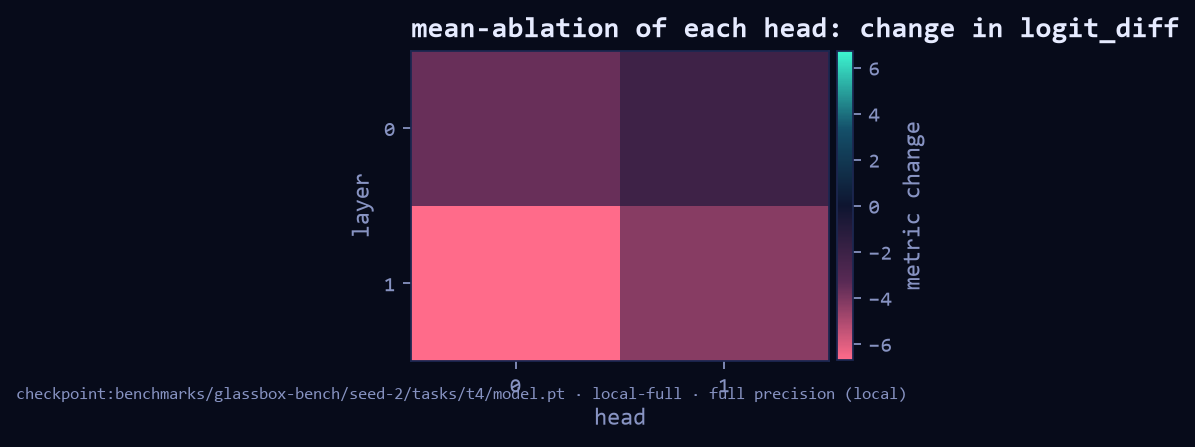 mean-ablation of each head: change in logit_diff
6
4
2
0
−2
−4
−6
metric change
layer
0
1
0
1
checkpoint:benchmarks/glassbox-bench/seed-2/tasks/t4/model.pt · local-full · full precision (local)
head